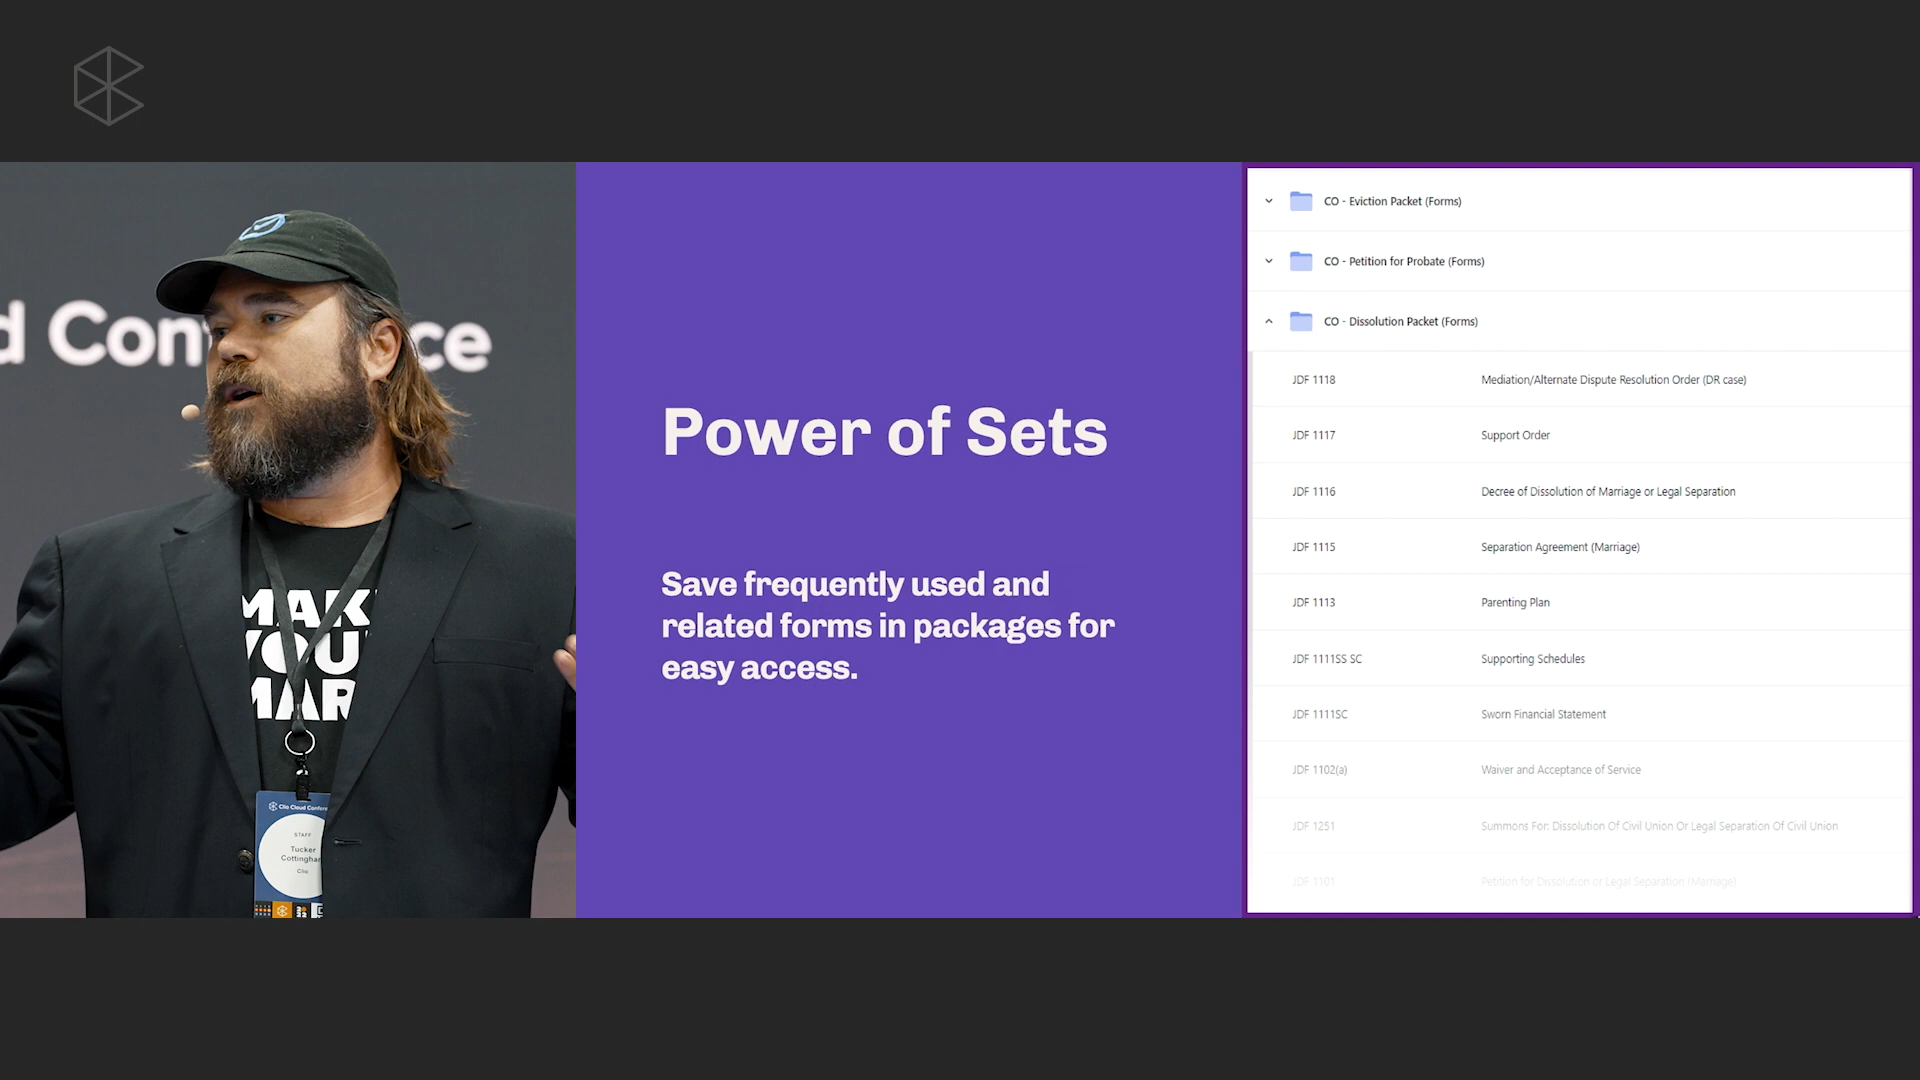 d Con ce
MAK
YOU
MAR
Clio Cloud Confere
STAFF
Tucker
Cottingham
Clio
Power of Sets
Save frequently used and
related forms in packages for
easy access.
CO - Eviction Packet (Forms)
CO - Petition for Probate (Forms)
CO - Dissolution Packet (Forms)
JDF 1118 Mediation/Alternate Dispute Resolution Order (DR case)
JDF 1117 Support Order
JDF 1116 Decree of Dissolution of Marriage or Legal Separation
JDF 1115 Separation Agreement (Marriage)
JDF 1113 Parenting Plan
JDF 1111SS SC Supporting Schedules
JDF 1111SC Sworn Financial Statement
JDF 1102(a) Waiver and Acceptance of Service
JDF 1251 Summons For: Dissolution Of Civil Union Or Legal Separation Of Civil Union
JDF 1101 Petition for Dissolution or Legal Separation (Marriage)